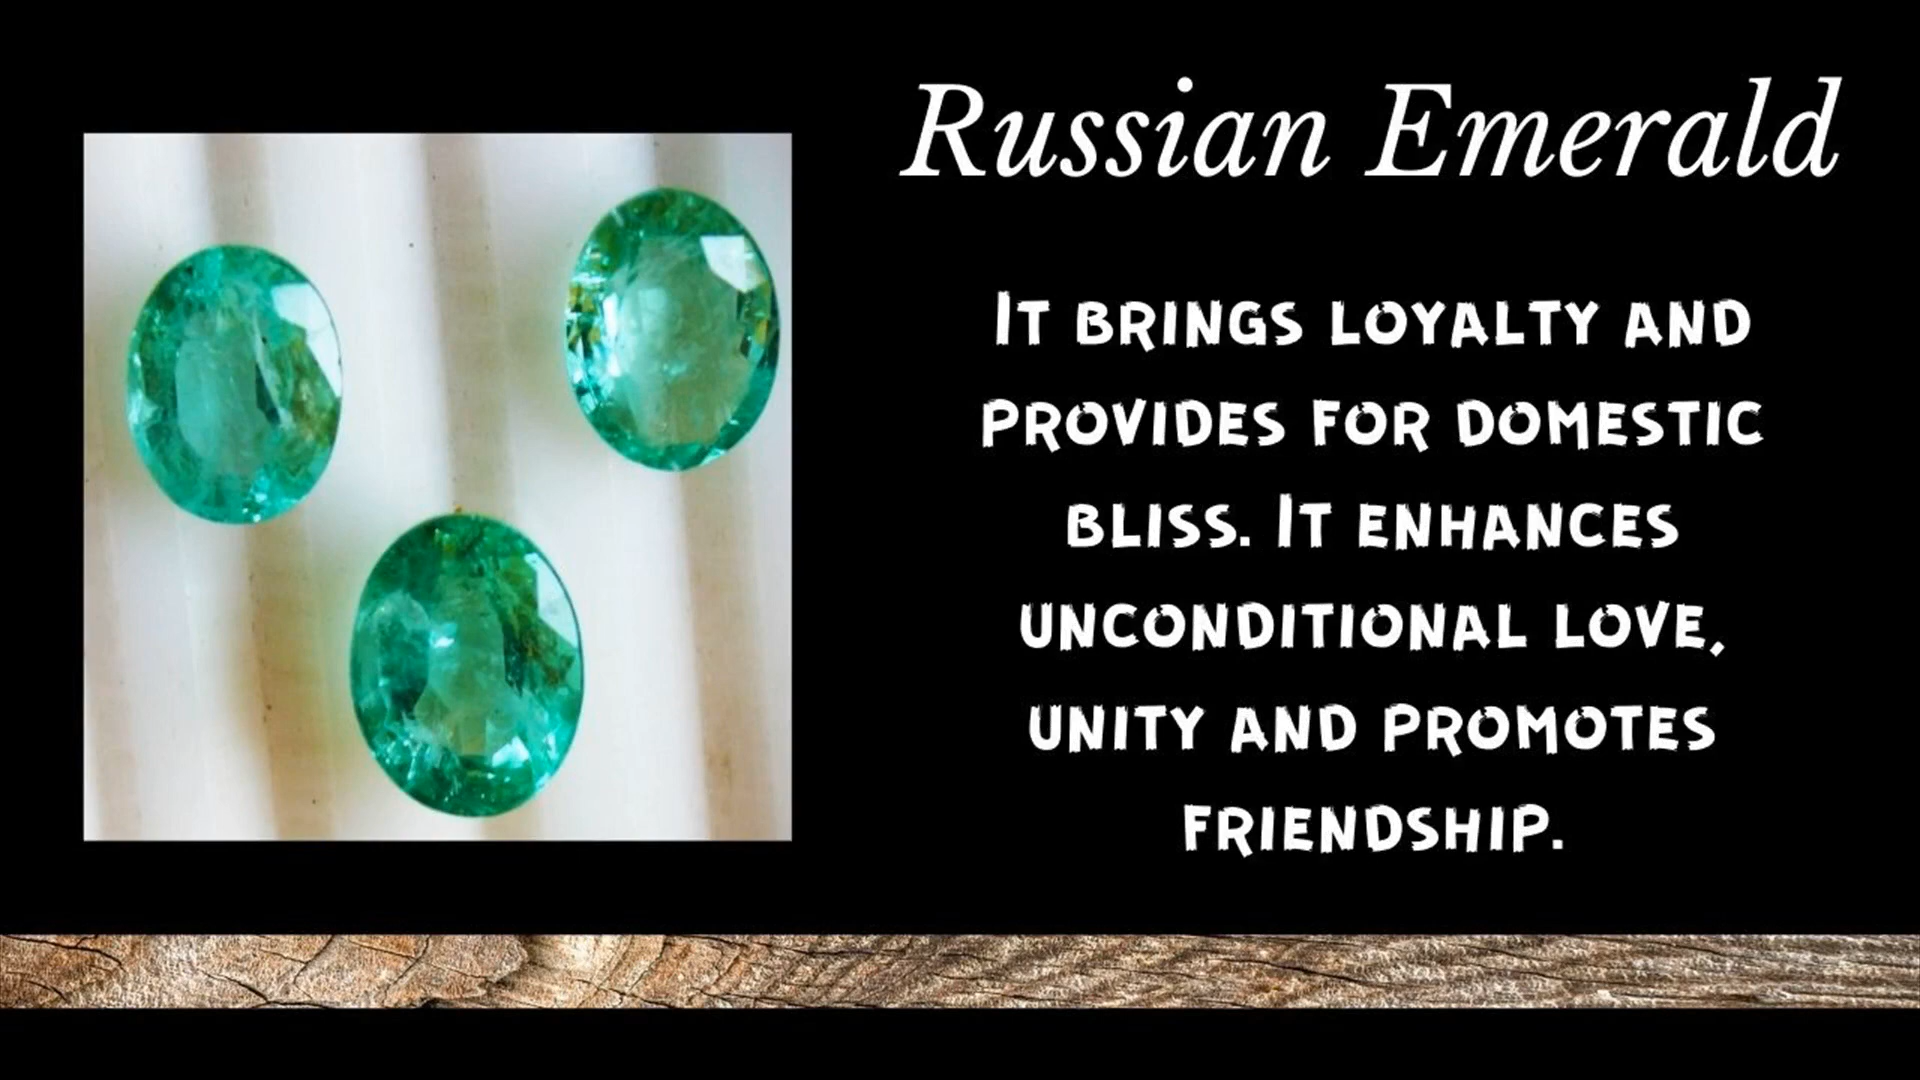 Russian Emerald
It brings loyalty and
provides for domestic
bliss. It enhances
unconditional love,
unity and promotes
friendship.